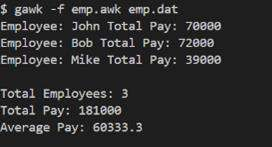 $ gawk -f emp.awk emp.dat
Employee: John Total Pay: 70000
Employee: Bob Total Pay: 72000
Employee: Mike Total Pay: 39000
Total Employees: 3
Total Pay: 181000
Average Pay: 60333.3